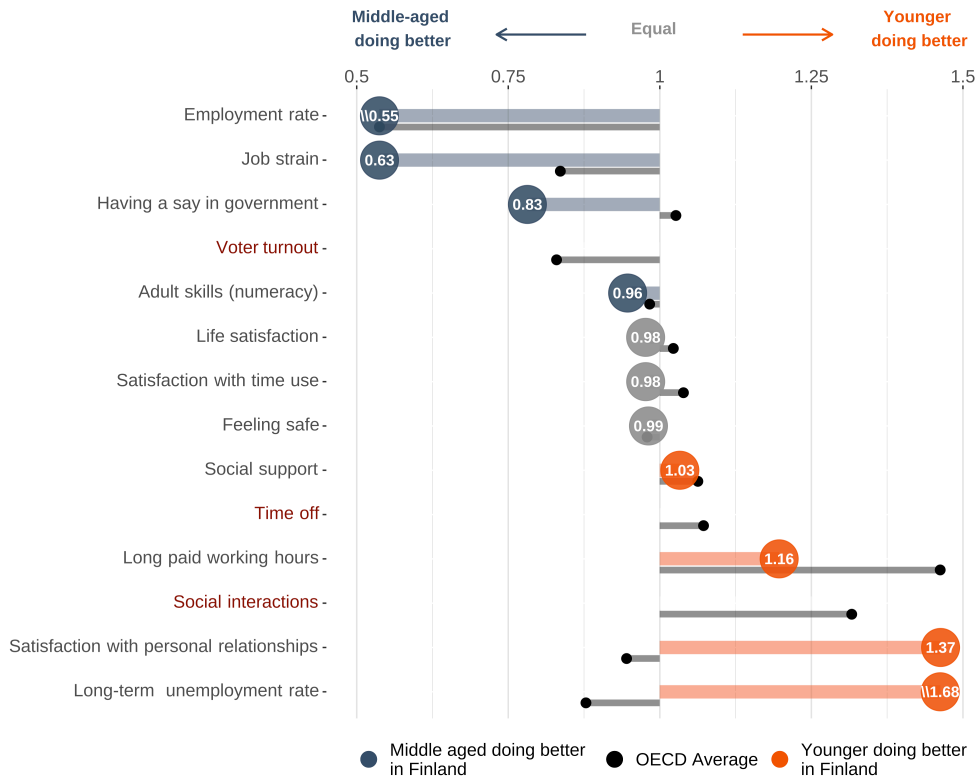 Middle-aged
doing better
Equal
Younger
doing better
0.5 0.75 1 1.25 1.5
Employment rate \\0.55
Job strain 0.63
Having a say in government 0.83
Voter turnout
Adult skills (numeracy) 0.96
Life satisfaction 0.98
Satisfaction with time use 0.98
Feeling safe 0.99
Social support 1.03
Time off
Long paid working hours 1.16
Social interactions
Satisfaction with personal relationships 1.37
Long-term  unemployment rate \\1.68
Middle aged doing better
in Finland
OECD Average
Younger doing better
in Finland